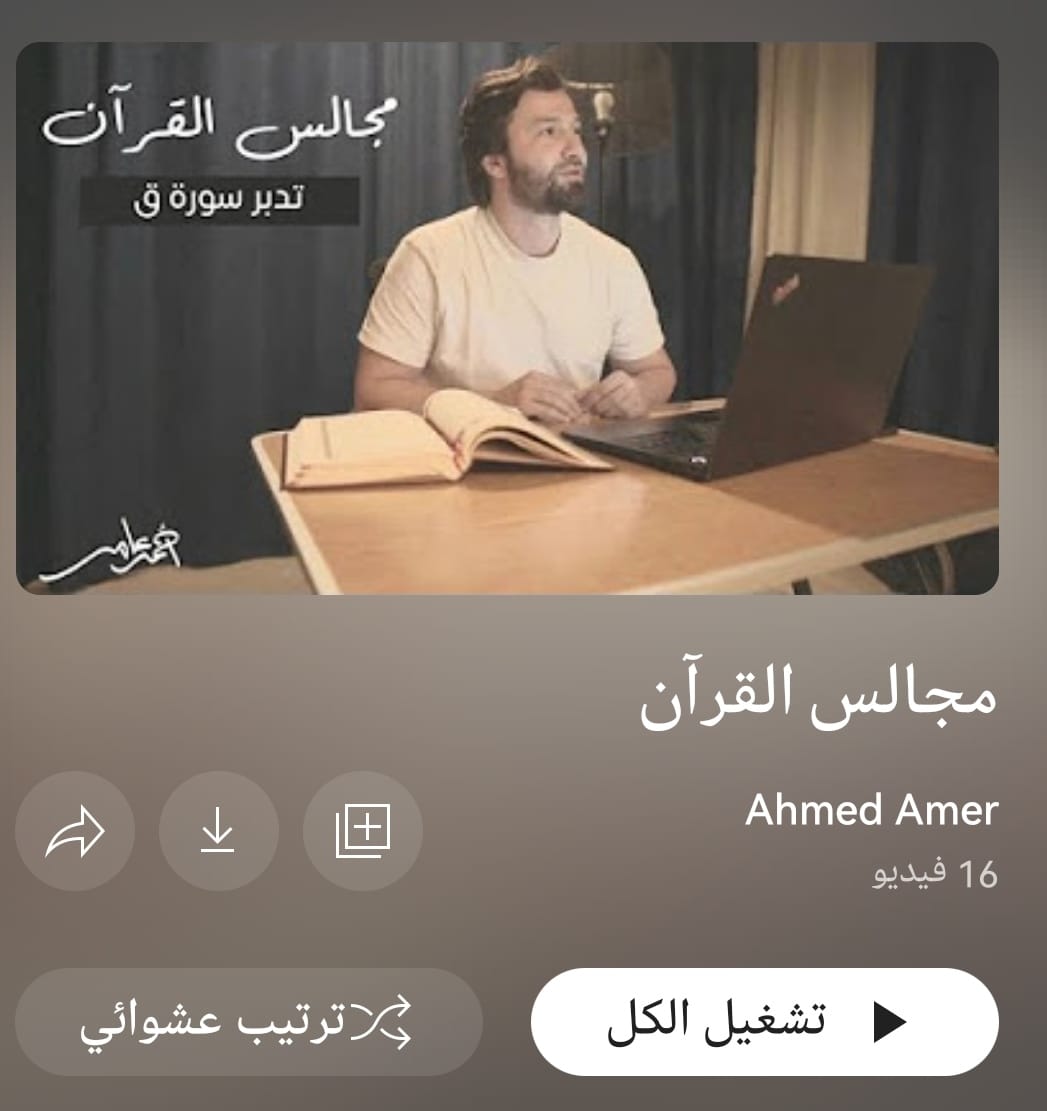 مجالس القرآن
تدبر سورة ق
أحمد عامر
مجالس القرآن
Ahmed Amer
16 فيديو
تشغيل الكل
ترتيب عشوائي